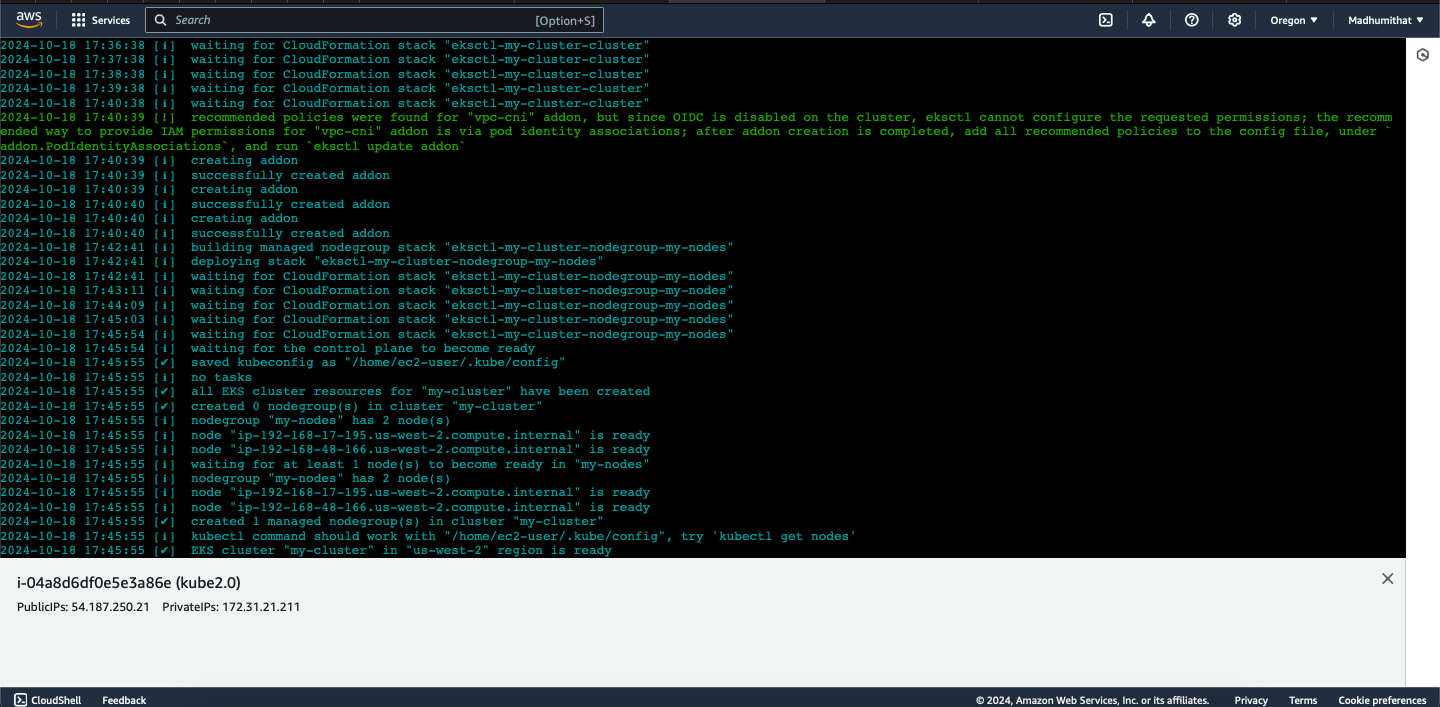 aws Services Search [Option+S] Oregon ▼ Madhumithat ▼
2024-10-18 17:36:38 [ℹ]  waiting for CloudFormation stack "eksctl-my-cluster-cluster"
2024-10-18 17:37:38 [ℹ]  waiting for CloudFormation stack "eksctl-my-cluster-cluster"
2024-10-18 17:38:38 [ℹ]  waiting for CloudFormation stack "eksctl-my-cluster-cluster"
2024-10-18 17:39:38 [ℹ]  waiting for CloudFormation stack "eksctl-my-cluster-cluster"
2024-10-18 17:40:38 [ℹ]  waiting for CloudFormation stack "eksctl-my-cluster-cluster"
2024-10-18 17:40:39 [!]  recommended policies were found for "vpc-cni" addon, but since OIDC is disabled on the cluster, eksctl cannot configure the requested permissions; the recomm
ended way to provide IAM permissions for "vpc-cni" addon is via pod identity associations; after addon creation is completed, add all recommended policies to the config file, under `
addon.PodIdentityAssociations`, and run `eksctl update addon`
2024-10-18 17:40:39 [ℹ]  creating addon
2024-10-18 17:40:39 [ℹ]  successfully created addon
2024-10-18 17:40:39 [ℹ]  creating addon
2024-10-18 17:40:40 [ℹ]  successfully created addon
2024-10-18 17:40:40 [ℹ]  creating addon
2024-10-18 17:40:40 [ℹ]  successfully created addon
2024-10-18 17:42:41 [ℹ]  building managed nodegroup stack "eksctl-my-cluster-nodegroup-my-nodes"
2024-10-18 17:42:41 [ℹ]  deploying stack "eksctl-my-cluster-nodegroup-my-nodes"
2024-10-18 17:42:41 [ℹ]  waiting for CloudFormation stack "eksctl-my-cluster-nodegroup-my-nodes"
2024-10-18 17:43:11 [ℹ]  waiting for CloudFormation stack "eksctl-my-cluster-nodegroup-my-nodes"
2024-10-18 17:44:09 [ℹ]  waiting for CloudFormation stack "eksctl-my-cluster-nodegroup-my-nodes"
2024-10-18 17:45:03 [ℹ]  waiting for CloudFormation stack "eksctl-my-cluster-nodegroup-my-nodes"
2024-10-18 17:45:54 [ℹ]  waiting for CloudFormation stack "eksctl-my-cluster-nodegroup-my-nodes"
2024-10-18 17:45:54 [ℹ]  waiting for the control plane to become ready
2024-10-18 17:45:55 [✔]  saved kubeconfig as "/home/ec2-user/.kube/config"
2024-10-18 17:45:55 [ℹ]  no tasks
2024-10-18 17:45:55 [✔]  all EKS cluster resources for "my-cluster" have been created
2024-10-18 17:45:55 [✔]  created 0 nodegroup(s) in cluster "my-cluster"
2024-10-18 17:45:55 [ℹ]  nodegroup "my-nodes" has 2 node(s)
2024-10-18 17:45:55 [ℹ]  node "ip-192-168-17-195.us-west-2.compute.internal" is ready
2024-10-18 17:45:55 [ℹ]  node "ip-192-168-48-166.us-west-2.compute.internal" is ready
2024-10-18 17:45:55 [ℹ]  waiting for at least 1 node(s) to become ready in "my-nodes"
2024-10-18 17:45:55 [ℹ]  nodegroup "my-nodes" has 2 node(s)
2024-10-18 17:45:55 [ℹ]  node "ip-192-168-17-195.us-west-2.compute.internal" is ready
2024-10-18 17:45:55 [ℹ]  node "ip-192-168-48-166.us-west-2.compute.internal" is ready
2024-10-18 17:45:55 [✔]  created 1 managed nodegroup(s) in cluster "my-cluster"
2024-10-18 17:45:55 [ℹ]  kubectl command should work with "/home/ec2-user/.kube/config", try 'kubectl get nodes'
2024-10-18 17:45:55 [✔]  EKS cluster "my-cluster" in "us-west-2" region is ready
i-04a8d6df0e5e3a86e (kube2.0)
PublicIPs: 54.187.250.21 PrivateIPs: 172.31.21.211
CloudShell Feedback © 2024, Amazon Web Services, Inc. or its affiliates. Privacy Terms Cookie preferences